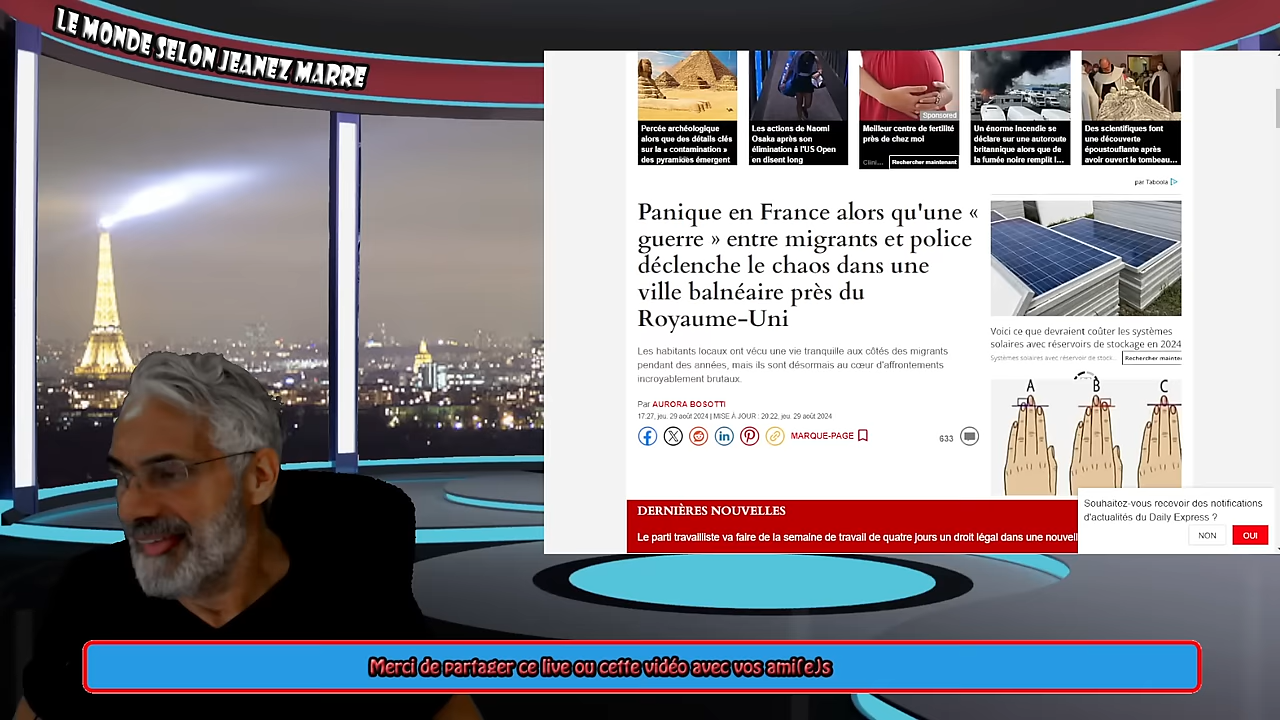 LE MONDE SELON JEANEZ MARRE
Percée archéologique
alors que des détails clés
sur la « contamination »
des pyramides émergent
Les actions de Naomi
Osaka après son
élimination à l'US Open
en disent long
Sponsored
Meilleur centre de fertilité
près de chez moi
Clini...
Rechercher maintenant
Un énorme incendie se
déclare sur une autoroute
britannique alors que de
la fumée noire remplit l...
Des scientifiques font
une découverte
époustouflante après
avoir ouvert le tombeau...
par Taboola
Panique en France alors qu'une «
guerre » entre migrants et police
déclenche le chaos dans une
ville balnéaire près du
Royaume-Uni
Les habitants locaux ont vécu une vie tranquille aux côtés des migrants
pendant des années, mais ils sont désormais au cœur d'affrontements
incroyablement brutaux.
Par AURORA BOSOTTI
17:27, jeu. 29 août 2024 | MISE À JOUR : 20:22, jeu. 29 août 2024
MARQUE-PAGE
633
Voici ce que devraient coûter les systèmes
solaires avec réservoirs de stockage en 2024
Systèmes solaires avec réservoir de stock...
Rechercher mainte
A B C
DERNIÈRES NOUVELLES
Le parti travailliste va faire de la semaine de travail de quatre jours un droit légal dans une nouvel
Souhaitez-vous recevoir des notifications
d'actualités du Daily Express ?
NON
OUI
Merci de partager ce live ou cette vidéo avec vos ami(e)s